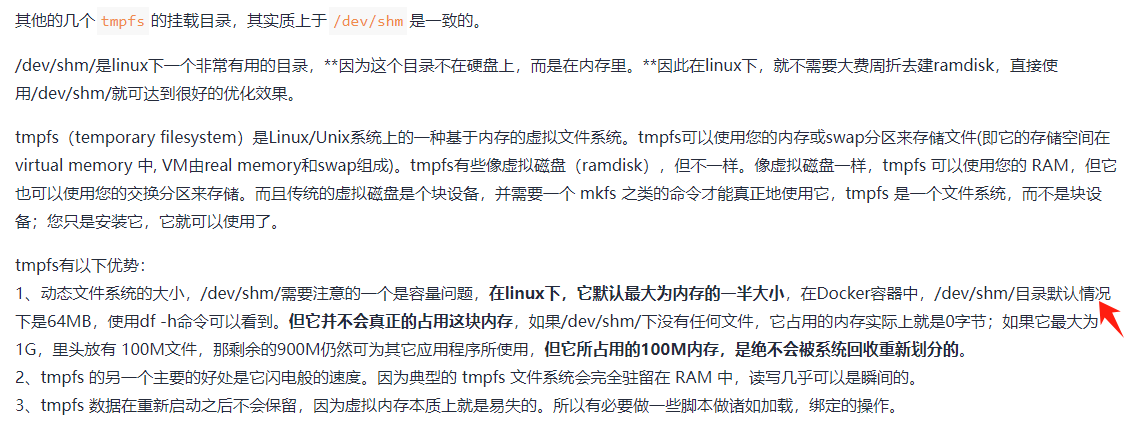 其他的几个 tmpfs 的挂载目录，其实质上于 /dev/shm 是一致的。
/dev/shm/是linux下一个非常有用的目录，**因为这个目录不在硬盘上，而是在内存里。**因此在linux下，就不需要大费周折去建ramdisk，直接使
用/dev/shm/就可达到很好的优化效果。
tmpfs（temporary filesystem）是Linux/Unix系统上的一种基于内存的虚拟文件系统。tmpfs可以使用您的内存或swap分区来存储文件(即它的存储空间在
virtual memory 中, VM由real memory和swap组成)。tmpfs有些像虚拟磁盘（ramdisk），但不一样。像虚拟磁盘一样，tmpfs 可以使用您的 RAM，但它
也可以使用您的交换分区来存储。而且传统的虚拟磁盘是个块设备，并需要一个 mkfs 之类的命令才能真正地使用它，tmpfs 是一个文件系统，而不是块设
备；您只是安装它，它就可以使用了。
tmpfs有以下优势：
1、动态文件系统的大小，/dev/shm/需要注意的一个是容量问题，在linux下，它默认最大为内存的一半大小，在Docker容器中，/dev/shm/目录默认情况
下是64MB，使用df -h命令可以看到。但它并不会真正的占用这块内存，如果/dev/shm/下没有任何文件，它占用的内存实际上就是0字节；如果它最大为
1G，里头放有 100M文件，那剩余的900M仍然可为其它应用程序所使用，但它所占用的100M内存，是绝不会被系统回收重新划分的。
2、tmpfs 的另一个主要的好处是它闪电般的速度。因为典型的 tmpfs 文件系统会完全驻留在 RAM 中，读写几乎可以是瞬间的。
3、tmpfs 数据在重新启动之后不会保留，因为虚拟内存本质上就是易失的。所以有必要做一些脚本做诸如加载，绑定的操作。